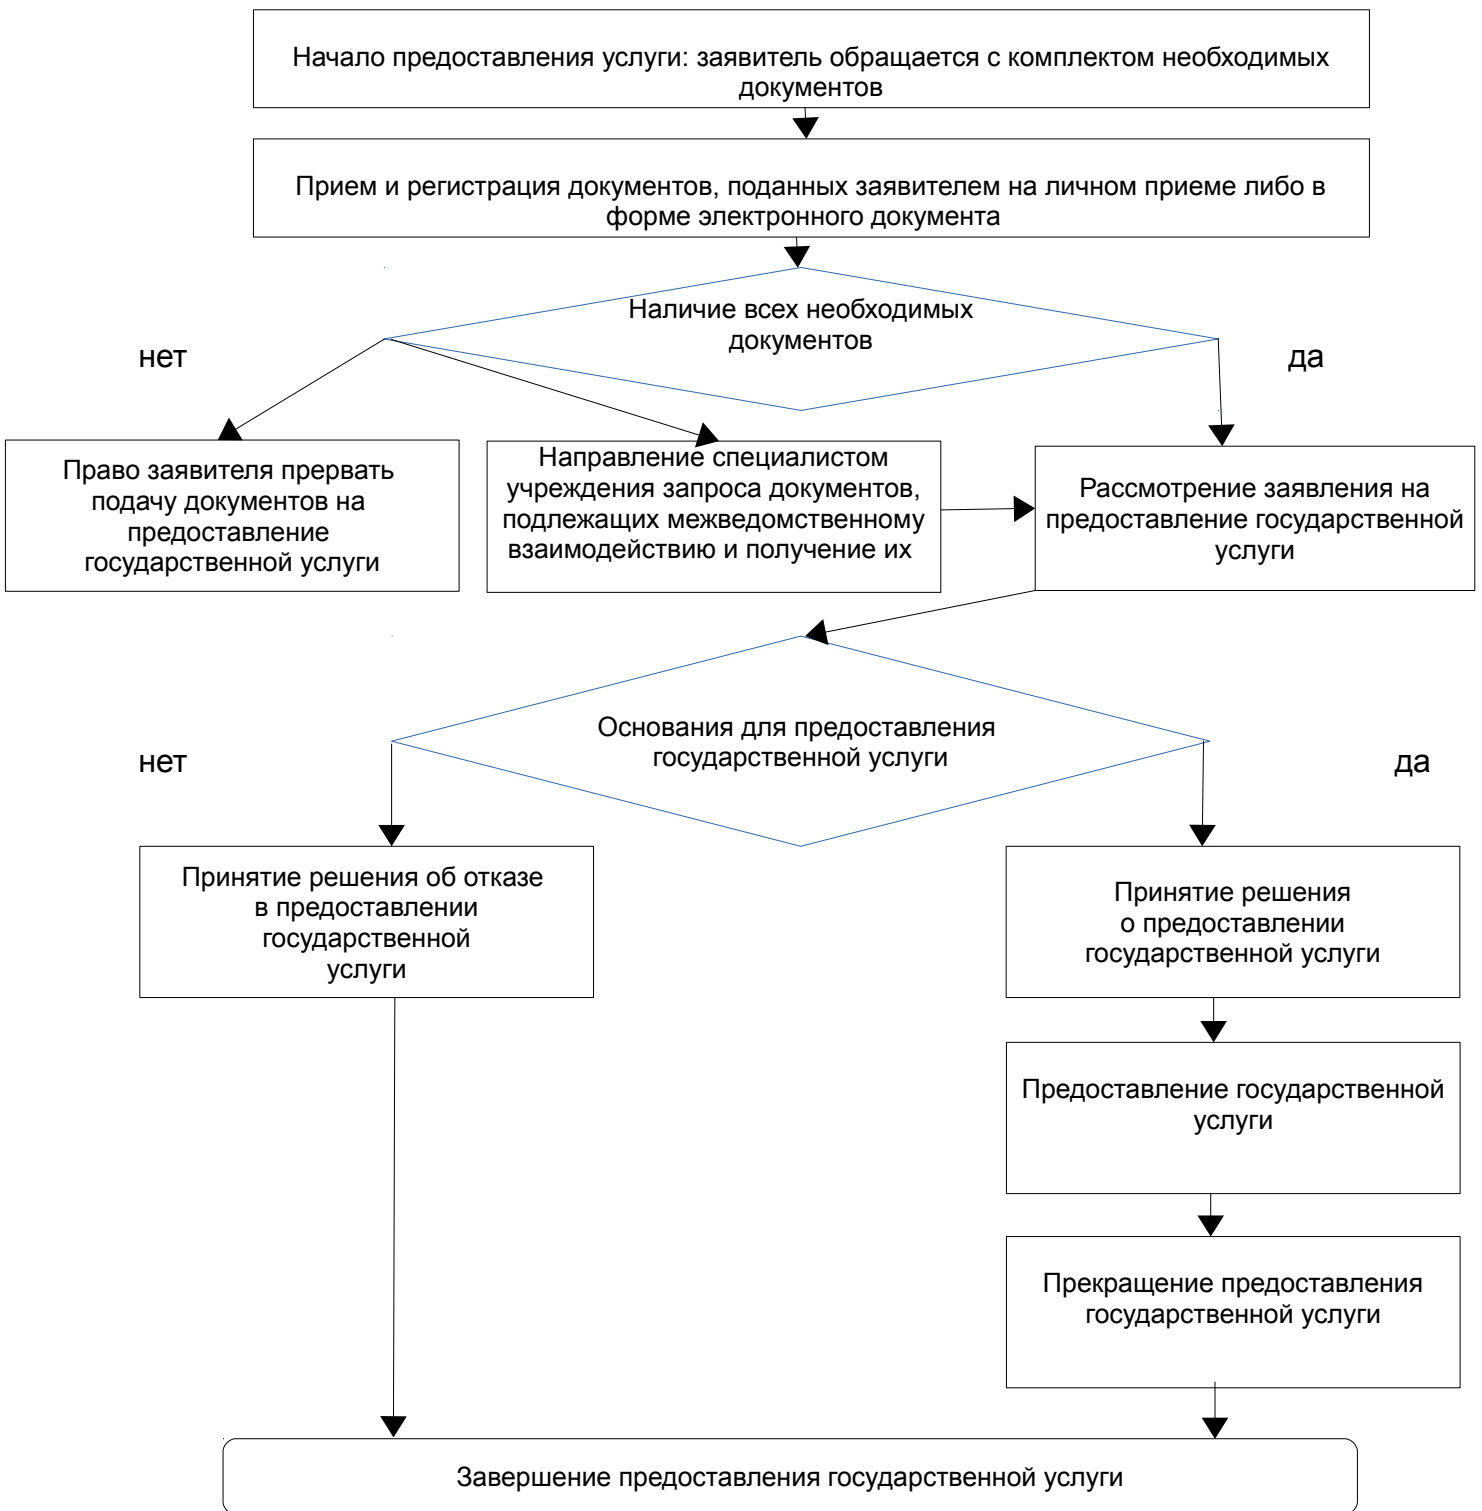 Начало предоставления услуги: заявитель обращается с комплектом необходимых
документов
Прием и регистрация документов, поданных заявителем на личном приеме либо в
форме электронного документа
Наличие всех необходимых
документов
нет
да
Право заявителя прервать
подачу документов на
предоставление
государственной услуги
Направление специалистом
учреждения запроса документов,
подлежащих межведомственному
взаимодействию и получение их
Рассмотрение заявления на
предоставление государственной
услуги
Основания для предоставления
государственной услуги
нет
да
Принятие решения об отказе
в предоставлении
государственной
услуги
Принятие решения
о предоставлении
государственной услуги
Предоставление государственной
услуги
Прекращение предоставления
государственной услуги
Завершение предоставления государственной услуги